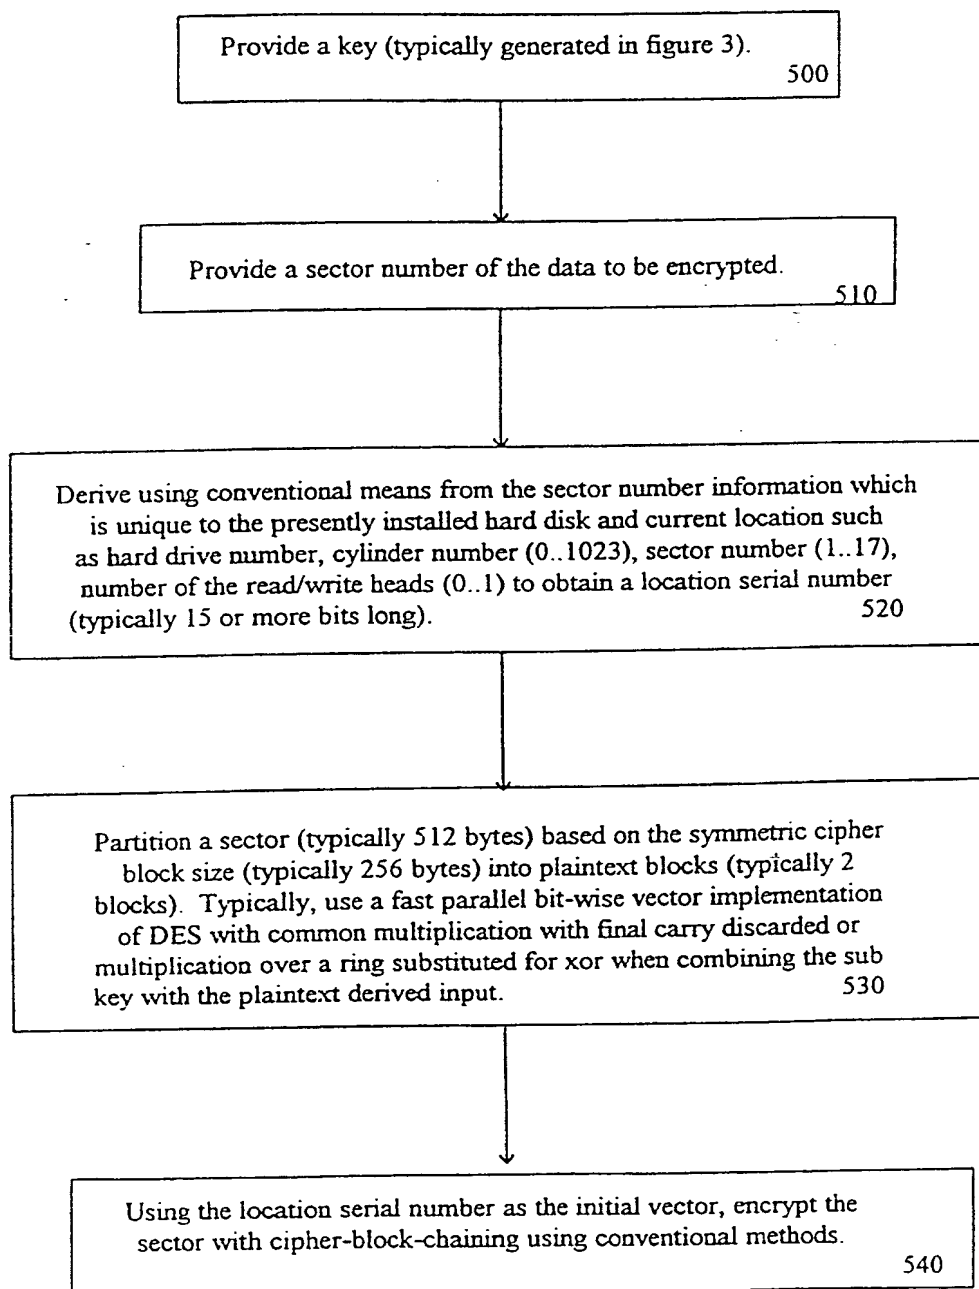 Provide a key (typically generated in figure 3).
500
Provide a sector number of the data to be encrypted.
510
Derive using conventional means from the sector number information which
is unique to the presently installed hard disk and current location such
as hard drive number, cylinder number (0..1023), sector number (1..17),
number of the read/write heads (0..1) to obtain a location serial number
(typically 15 or more bits long).
520
Partition a sector (typically 512 bytes) based on the symmetric cipher
block size (typically 256 bytes) into plaintext blocks (typically 2
blocks). Typically, use a fast parallel bit-wise vector implementation
of DES with common multiplication with final carry discarded or
multiplication over a ring substituted for xor when combining the sub
key with the plaintext derived input.
530
Using the location serial number as the initial vector, encrypt the
sector with cipher-block-chaining using conventional methods.
540